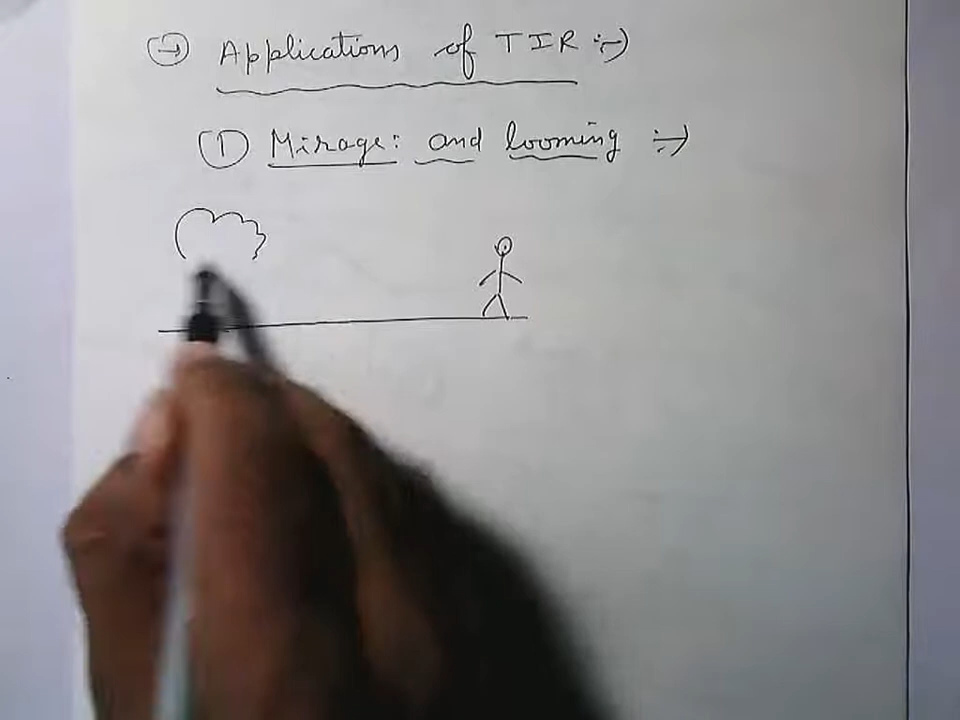 → Applications of TIR :-)
① Mirage: and looming :-)